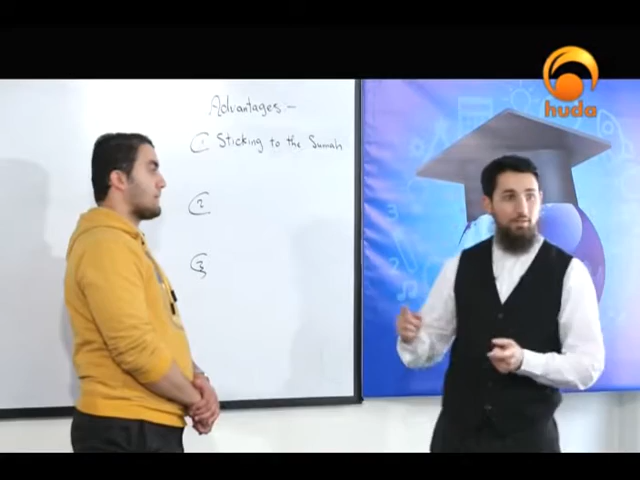 huda
Advantages -
① Sticking to the Sunnah
②
③